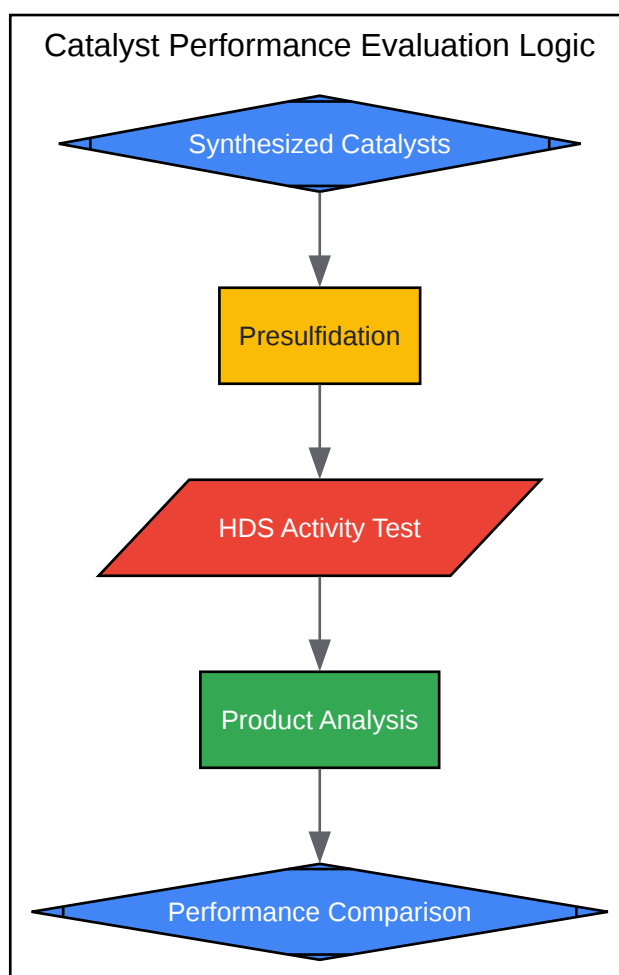 Catalyst Performance Evaluation Logic
Synthesized Catalysts
Presulfidation
HDS Activity Test
Product Analysis
Performance Comparison